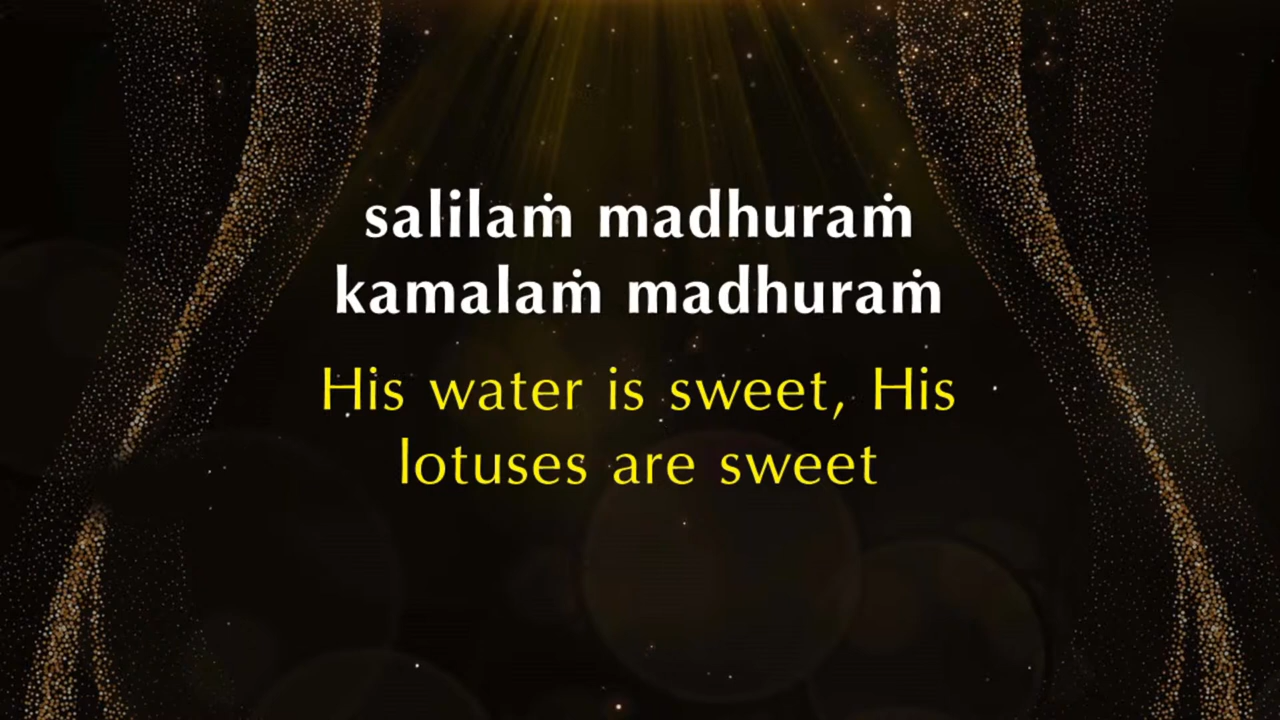 salilaṁ madhuraṁ
kamalaṁ madhuraṁ
His water is sweet, His
lotuses are sweet